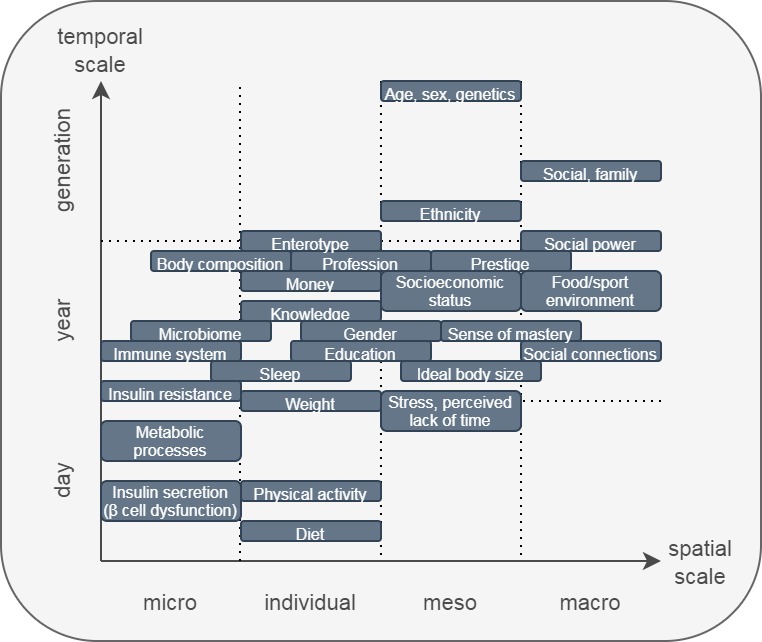 temporal
scale
generation
year
day
Age, sex, genetics
Social, family
Ethnicity
Enterotype
Social power
Body composition
Profession
Prestige
Money
Socioeconomic
status
Food/sport
environment
Knowledge
Microbiome
Gender
Sense of mastery
Immune system
Education
Social connections
Sleep
Ideal body size
Insulin resistance
Weight
Stress, perceived
lack of time
Metabolic
processes
Insulin secretion
(β cell dysfunction)
Physical activity
Diet
spatial
scale
micro
individual
meso
macro